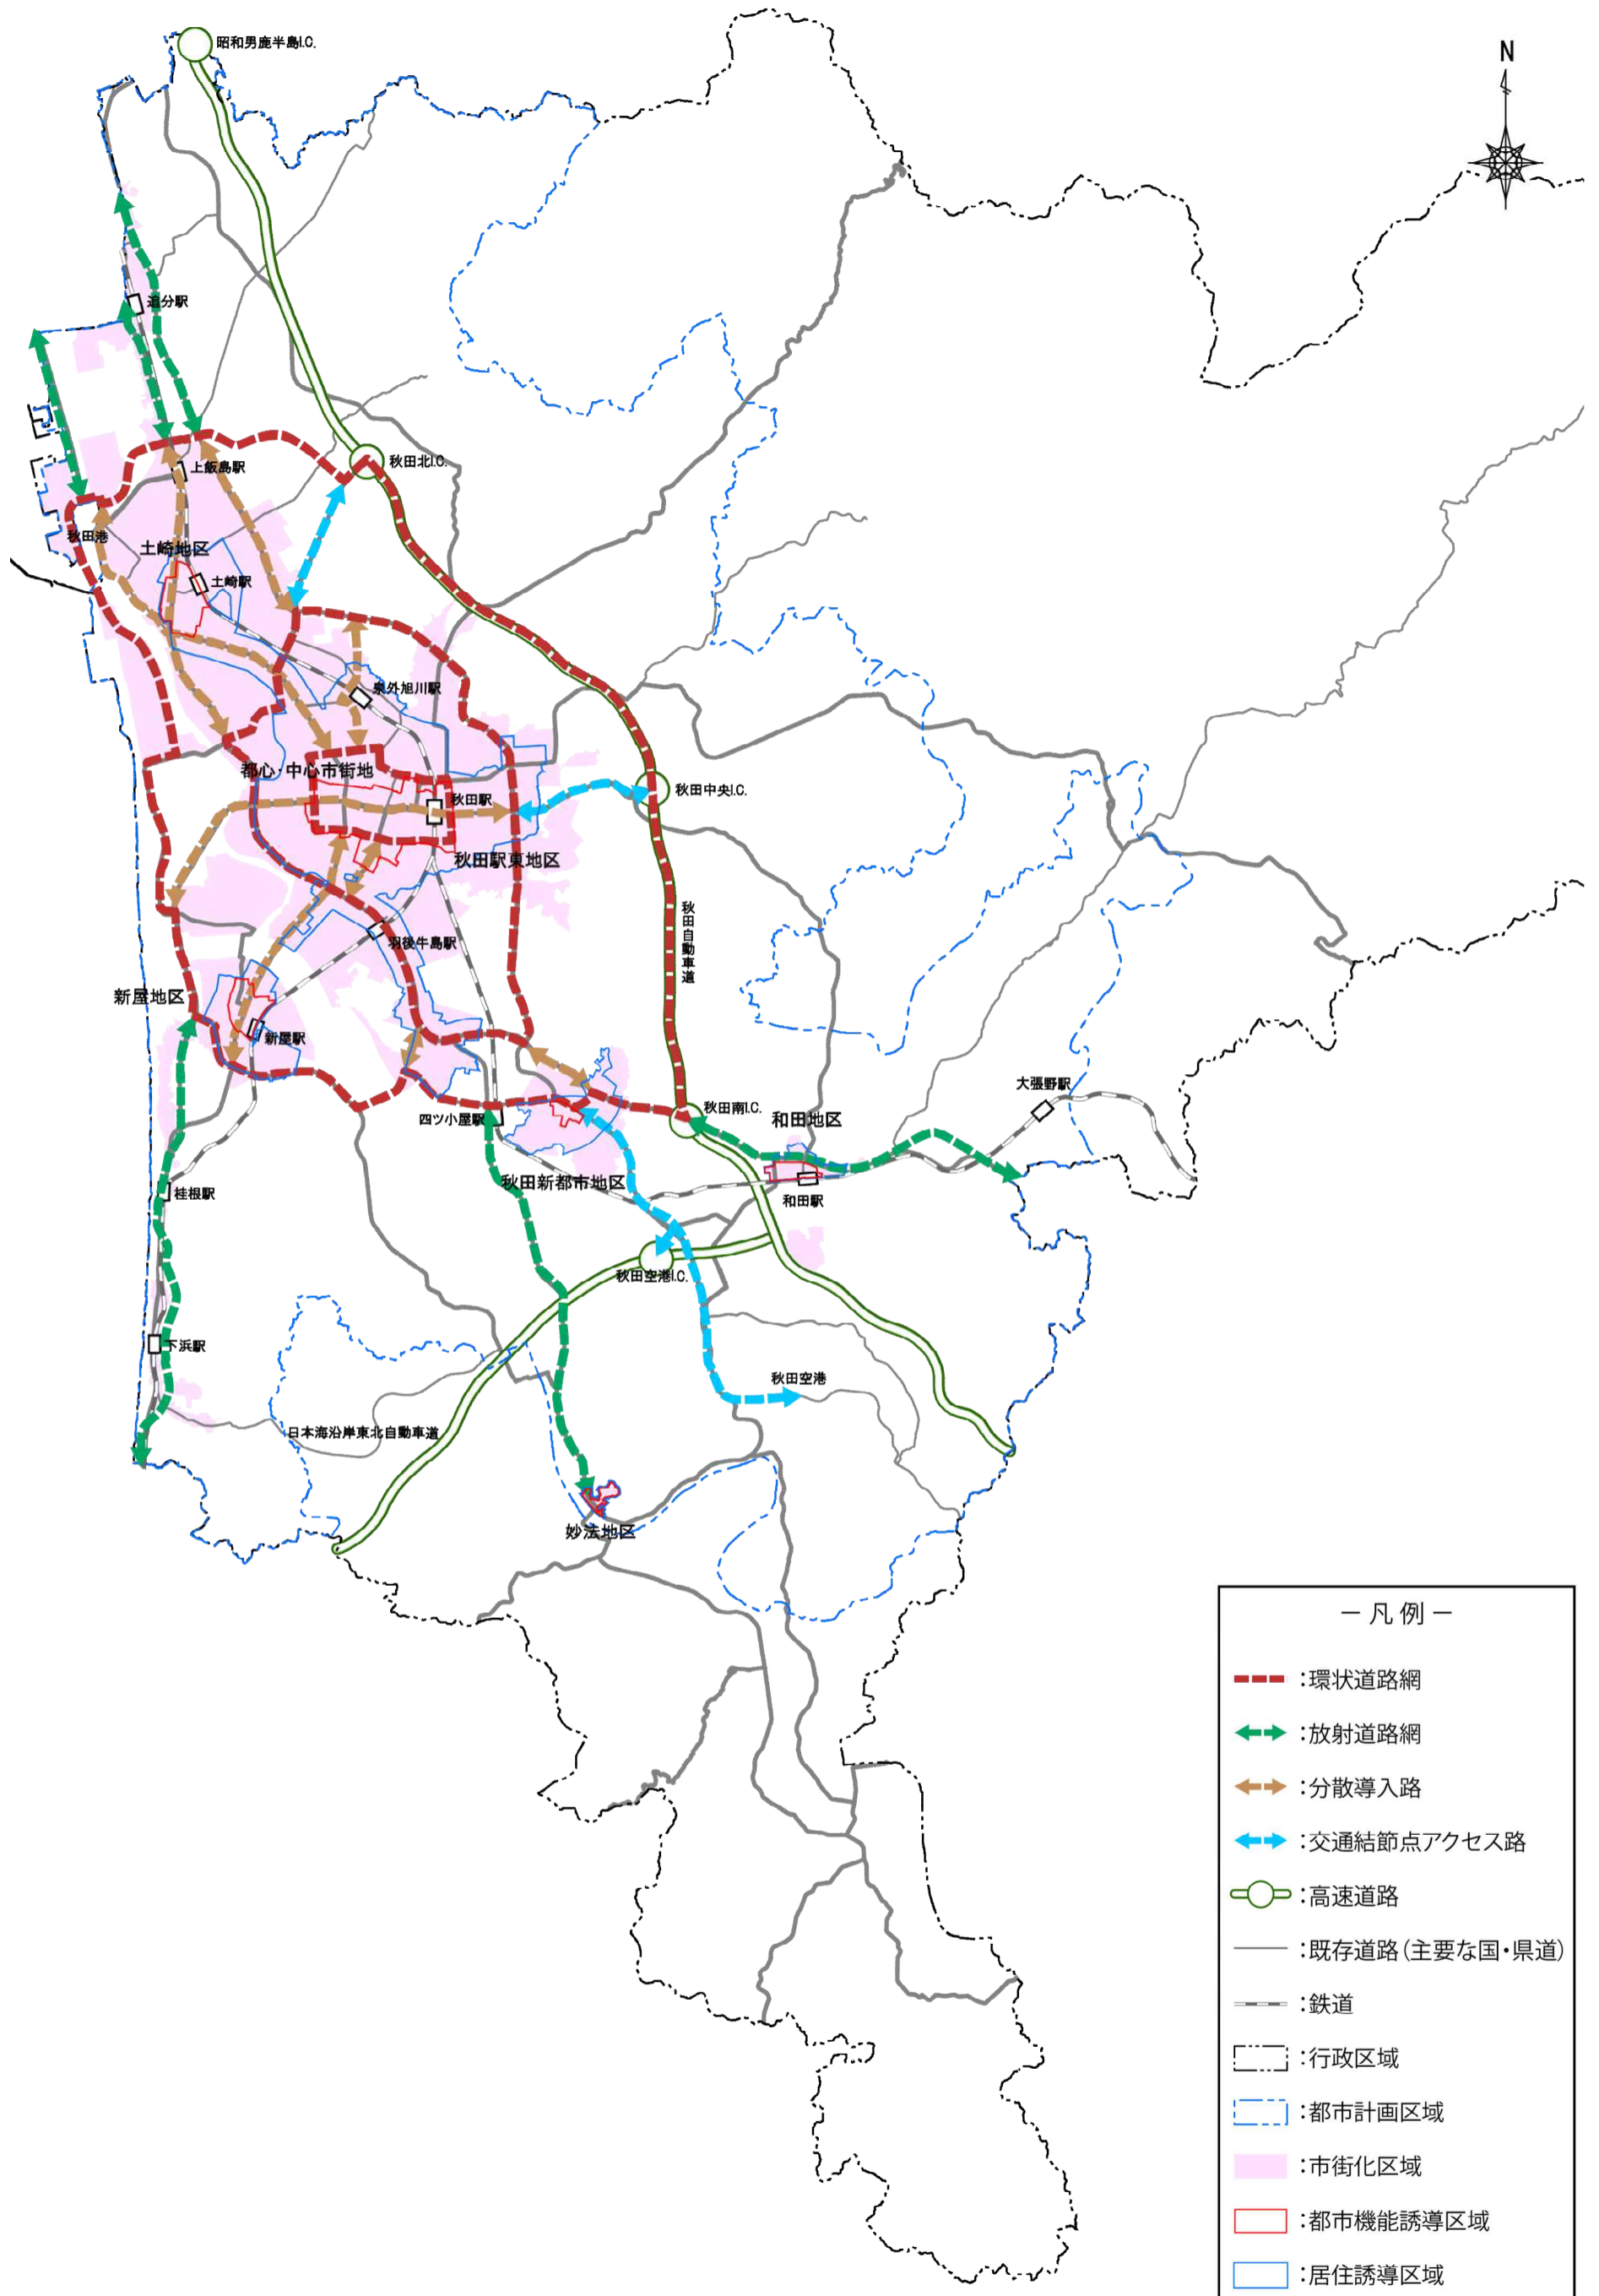 昭和男鹿半島I.C.
N
追分駅
秋田北I.C.
上飯島駅
秋田港
土崎地区
土崎駅
泉外旭川駅
都心・中心市街地
秋田駅
秋田中央I.C.
秋田駅東地区
秋田自動車道
羽後牛島駅
新屋地区
新屋駅
大張野駅
秋田南I.C.
和田地区
四ツ小屋駅
秋田新都市地区
和田駅
桂根駅
秋田空港I.C.
下浜駅
秋田空港
日本海沿岸東北自動車道
妙法地区
－凡例－
：環状道路網
：放射道路網
：分散導入路
：交通結節点アクセス路
：高速道路
：既存道路（主要な国・県道）
：鉄道
：行政区域
：都市計画区域
：市街化区域
：都市機能誘導区域
：居住誘導区域